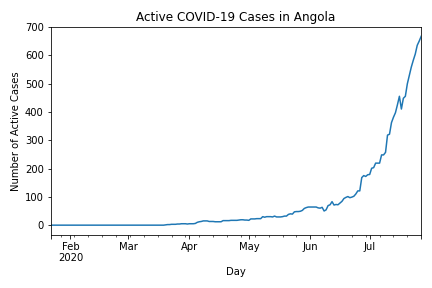 Active COVID-19 Cases in Angola
Number of Active Cases
700
600
500
400
300
200
100
0
Feb Mar Apr May Jun Jul
2020
Day